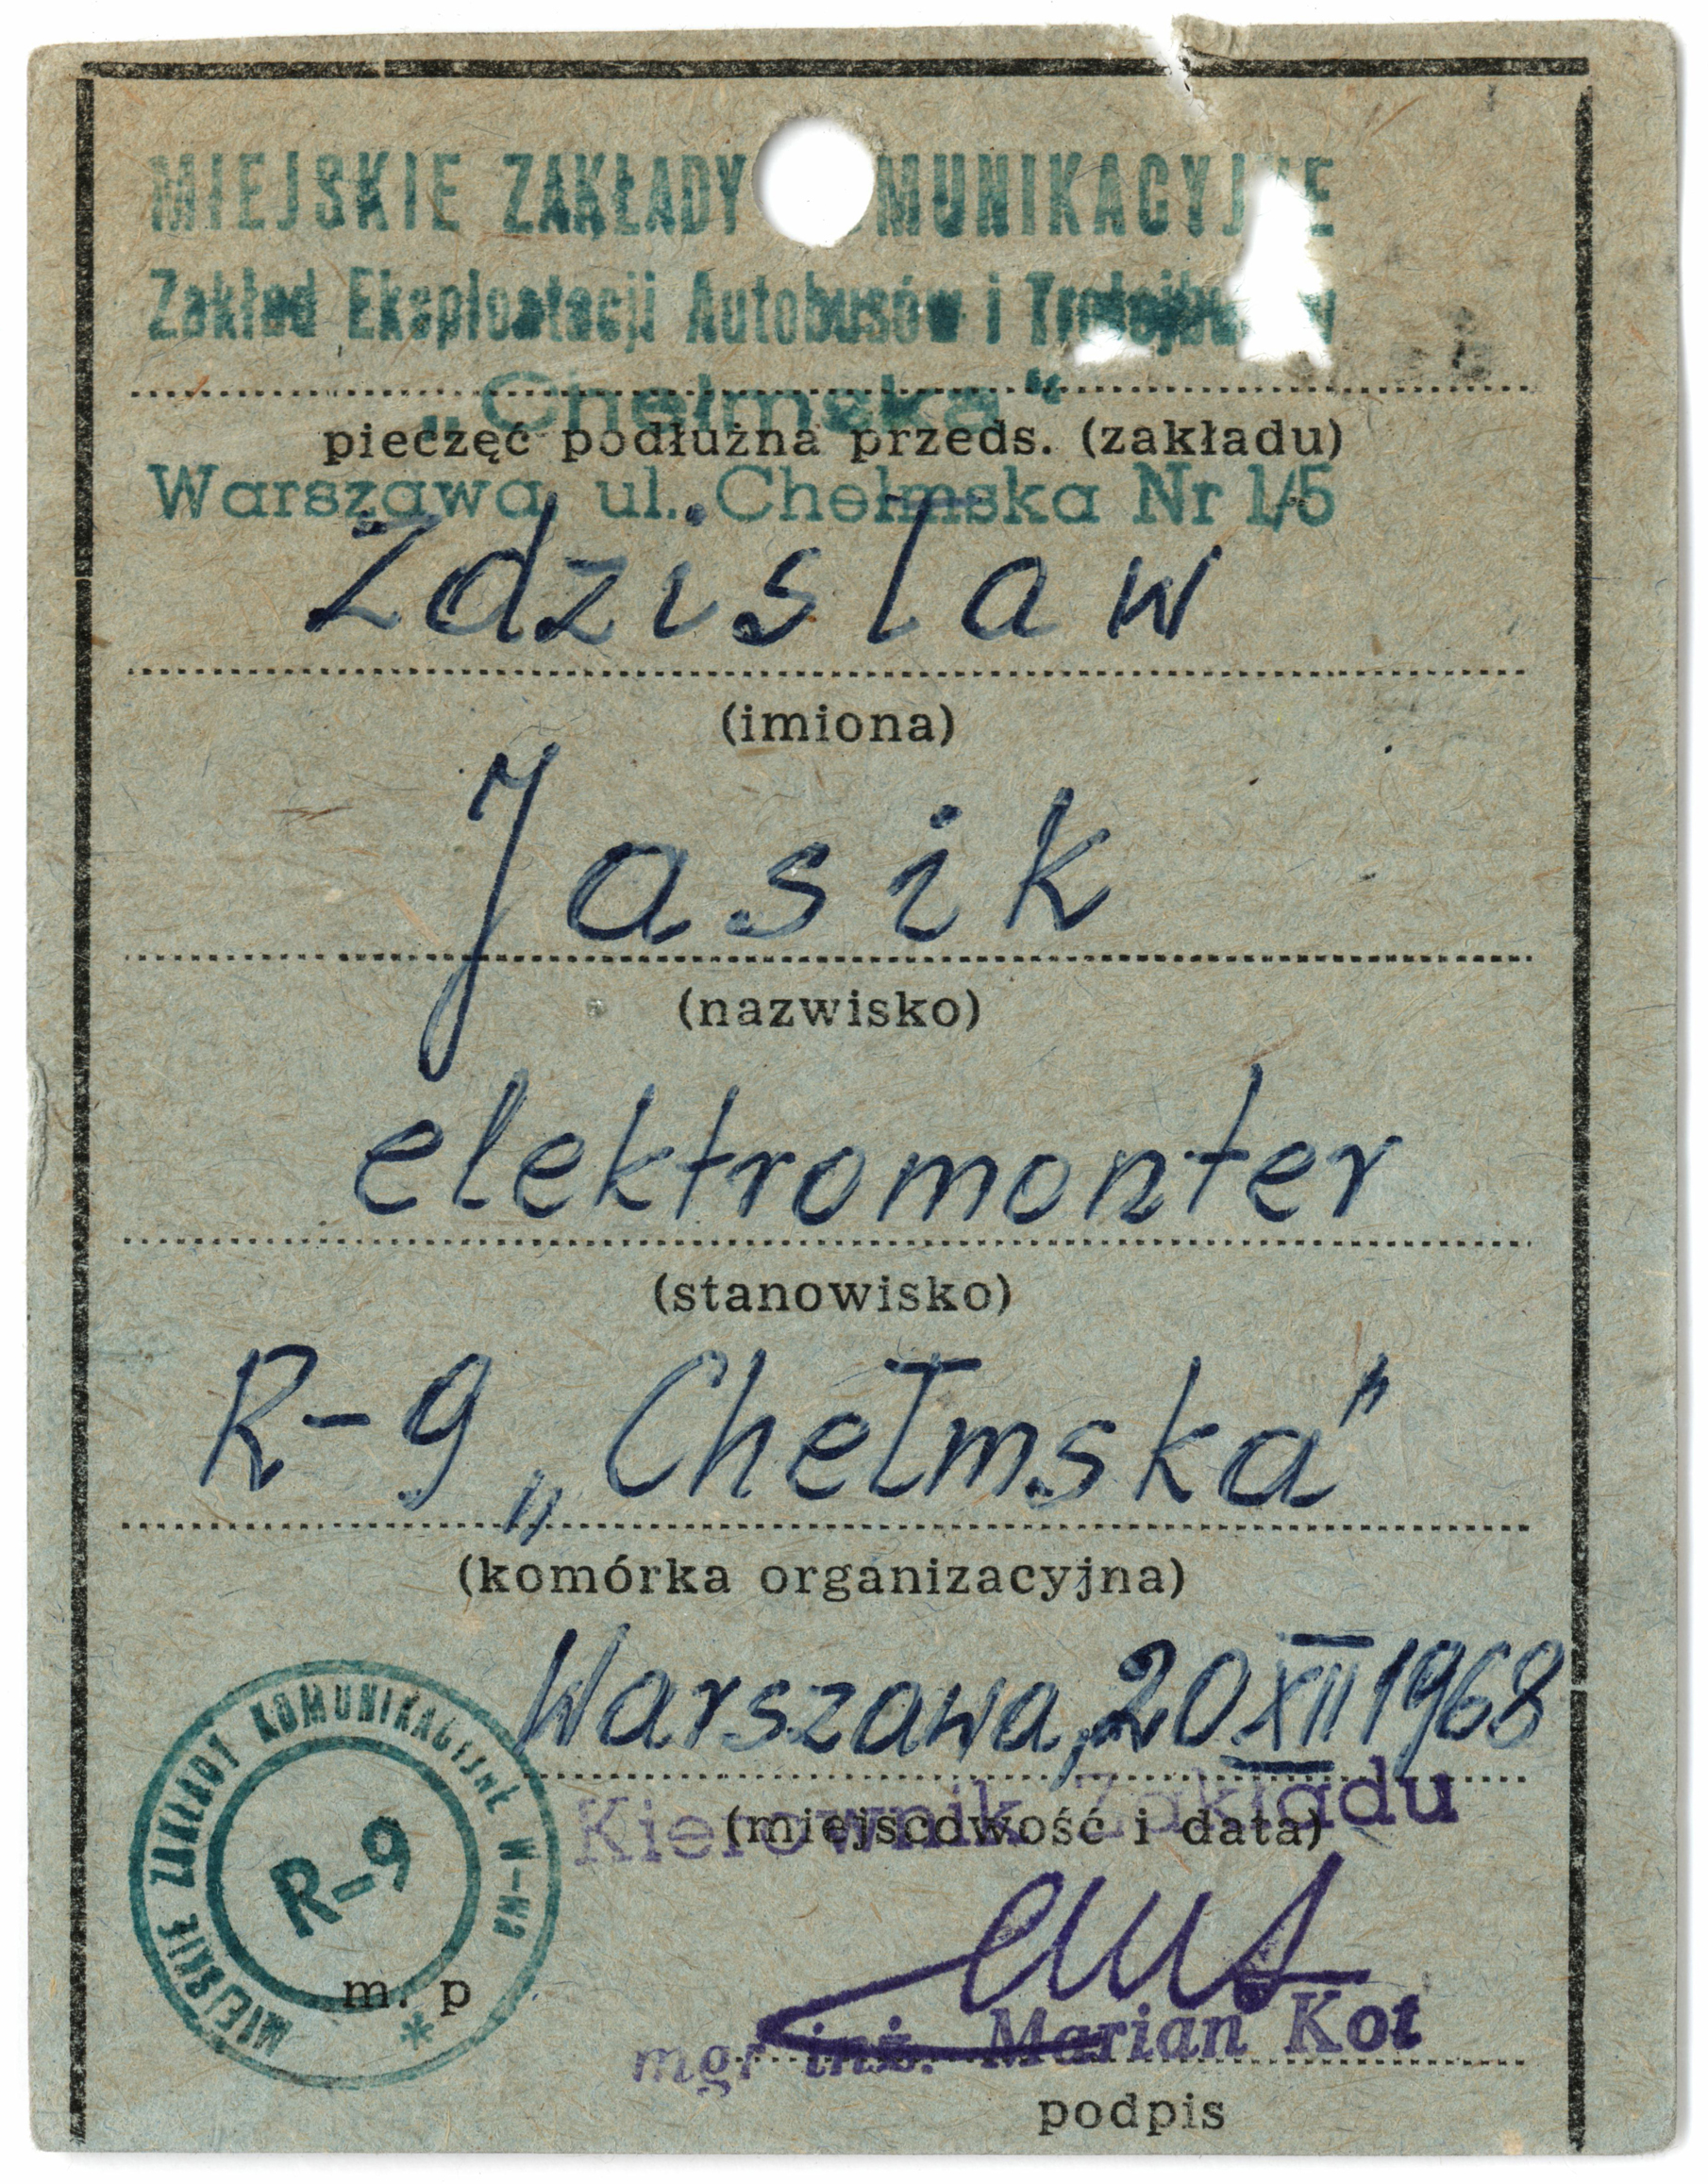 MIEJSKIE ZAKŁADY KOMUNIKACYJNE
Zakład Eksploatacji Autobusów i Trolejbusów
„Chełmska“
pieczęć podłużna przeds. (zakładu)
Warszawa, ul. Chełmska Nr 1/5
Zdzisław
(imiona)
Jasik
(nazwisko)
elektromonter
(stanowisko)
R-9 „Chełmska”
(komórka organizacyjna)
Warszawa, 20 XII 1968
Kierownik Zakładu
(miejscowość i data)
MIEJSKIE ZAKŁADY KOMUNIKACYJNE W-wa
R-9
m. p
mgr inż. Marian Kot
podpis